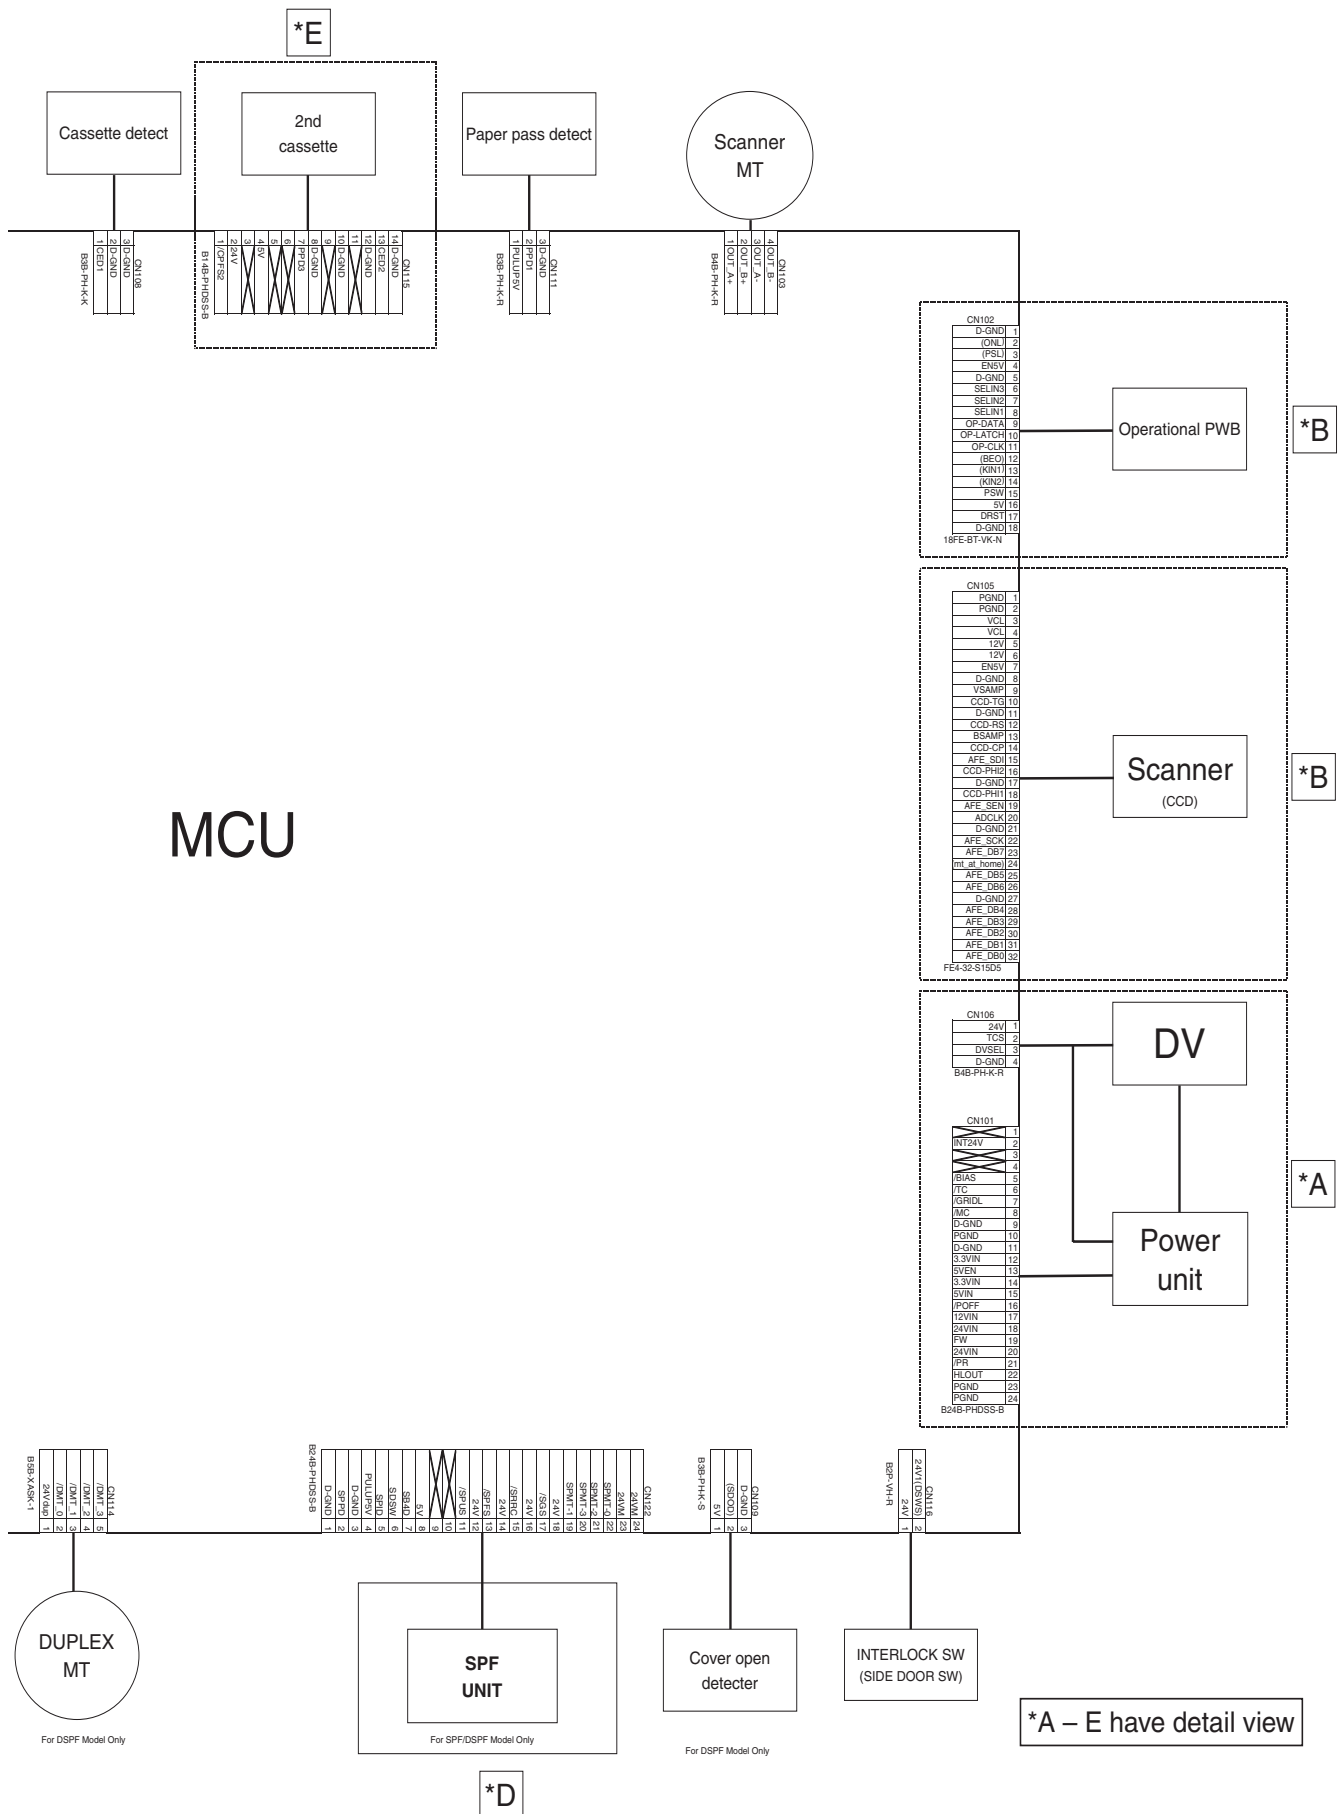 *E
Cassette detect
2nd
cassette
Paper pass detect
Scanner
MT
1 CED1
2 D-GND
3 D-GND
CN108
B3B-PH-K-K
1 /CPFS2
2 24V
3
4 5V
5
6
7 PPD3
8 D-GND
9
10 D-GND
11
12 D-GND
13 CED2
14 D-GND
CN115
B14B-PHDSS-B
1 PULUP5V
2 PPD1
3 D-GND
CN111
B3B-PH-K-R
1 OUT_A+
2 OUT_B+
3 OUT_A-
4 OUT_B-
CN103
B4B-PH-K-R
CN102
D-GND 1
(ONL) 2
(PSL) 3
EN5V 4
D-GND 5
SELIN3 6
SELIN2 7
SELIN1 8
OP-DATA 9
OP-LATCH 10
OP-CLK 11
(BEO) 12
(KIN1) 13
(KIN2) 14
PSW 15
5V 16
DRST 17
D-GND 18
18FE-BT-VK-N
Operational PWB
*B
CN105
PGND 1
PGND 2
VCL 3
VCL 4
12V 5
12V 6
EN5V 7
D-GND 8
VSAMP 9
CCD-TG 10
D-GND 11
CCD-RS 12
BSAMP 13
CCD-CP 14
AFE_SDI 15
CCD-PHI2 16
D-GND 17
CCD-PHI1 18
AFE_SEN 19
ADCLK 20
D-GND 21
AFE_SCK 22
AFE_DB7 23
(mt_at_home) 24
AFE_DB5 25
AFE_DB6 26
D-GND 27
AFE_DB4 28
AFE_DB3 29
AFE_DB2 30
AFE_DB1 31
AFE_DB0 32
FE4-32-S15D5
Scanner
(CCD)
*B
MCU
CN106
24V 1
TCS 2
DVSEL 3
D-GND 4
B4B-PH-K-R
DV
CN101
1
INT24V 2
3
4
/BIAS 5
/TC 6
/GRIDL 7
/MC 8
D-GND 9
PGND 10
D-GND 11
3.3VIN 12
5VEN 13
3.3VIN 14
5VIN 15
/POFF 16
12VIN 17
24VIN 18
FW 19
24VIN 20
/PR 21
HLOUT 22
PGND 23
PGND 24
B24B-PHDSS-B
Power
unit
*A
B5B-XASK-1
24Vdup 1
/DMT_0 2
/DMT_1 3
/DMT_2 4
/DMT_3 5
CN114
B24B-PHDSS-B
D-GND 1
SPPD 2
D-GND 3
PULUP5V 4
SPID 5
SDSW 6
SB4D 7
5V 8
9
10
/SPUS 11
24V 12
/SPFS 13
24V 14
/SRRC 15
24V 16
/SGS 17
24V 18
SPMT-1 19
SPMT-3 20
SPMT-2 21
SPMT-0 22
24VM 23
24VM 24
CN122
B3B-PH-K-S
5V 1
(SDOD) 2
D-GND 3
CN109
B2P-VH-R
24V 1
24V1(DSWS) 2
CN116
DUPLEX
MT
For DSPF Model Only
SPF
UNIT
For SPF/DSPF Model Only
*D
Cover open
detecter
For DSPF Model Only
INTERLOCK SW
(SIDE DOOR SW)
*A – E have detail view